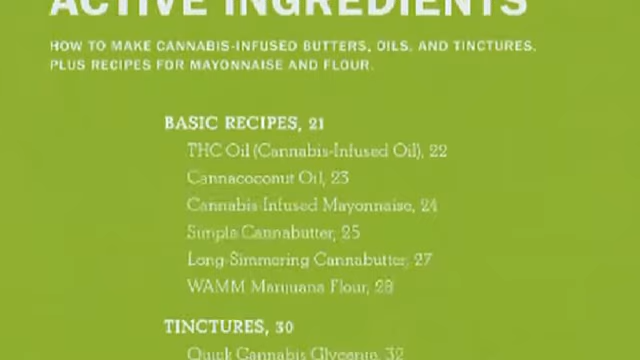 ACTIVE INGREDIENTS
HOW TO MAKE CANNABIS-INFUSED BUTTERS, OILS, AND TINCTURES,
PLUS RECIPES FOR MAYONNAISE AND FLOUR.
BASIC RECIPES, 21
THC Oil (Cannabis-Infused Oil), 22
Cannacoconut Oil, 23
Cannabis-Infused Mayonnaise, 24
Simple Cannabutter, 25
Long-Simmering Cannabutter, 27
WAMM Marijuana Flour, 28
TINCTURES, 30
Quick Cannabis Glycerite, 32